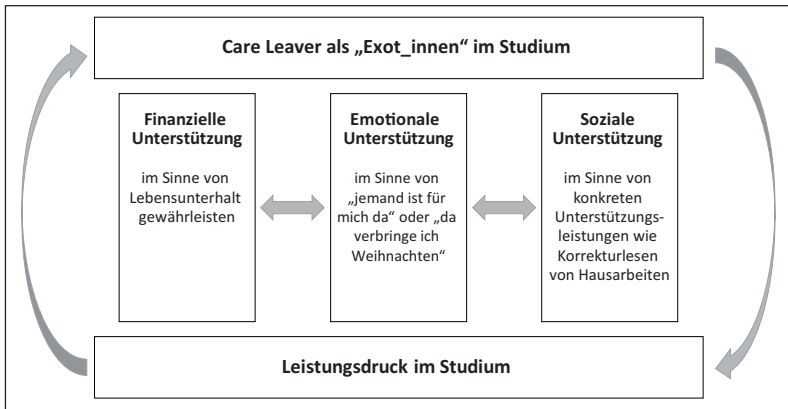 Care Leaver als „Exot_innen“ im Studium
Finanzielle
Unterstützung
im Sinne von
Lebensunterhalt
gewährleisten
Emotionale
Unterstützung
im Sinne von
„jemand ist für
mich da“ oder „da
verbringe ich
Weihnachten“
Soziale
Unterstützung
im Sinne von
konkreten
Unterstützungs-
leistungen wie
Korrekturlesen
von Hausarbeiten
Leistungsdruck im Studium